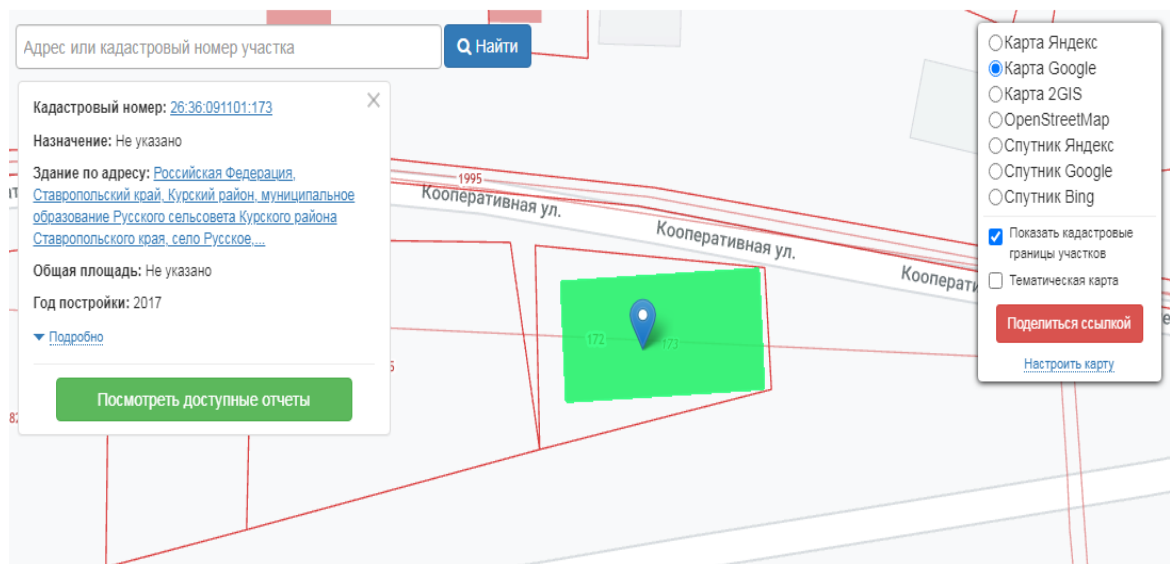 Адрес или кадастровый номер участка
Найти
Кадастровый номер: 26:36:091101:173
Назначение: Не указано
Здание по адресу: Российская Федерация,
Ставропольский край, Курский район, муниципальное
образование Русского сельсовета Курского района
Ставропольского края, село Русское,...
Общая площадь: Не указано
Год постройки: 2017
Подробно
Посмотреть доступные отчеты
1995
Кооперативная ул.
Кооперативная ул.
Кооперати
172
173
Карта Яндекс
Карта Google
Карта 2GIS
OpenStreetMap
Спутник Яндекс
Спутник Google
Спутник Bing
Показать кадастровые
границы участков
Тематическая карта
Поделиться ссылкой
Настроить карту